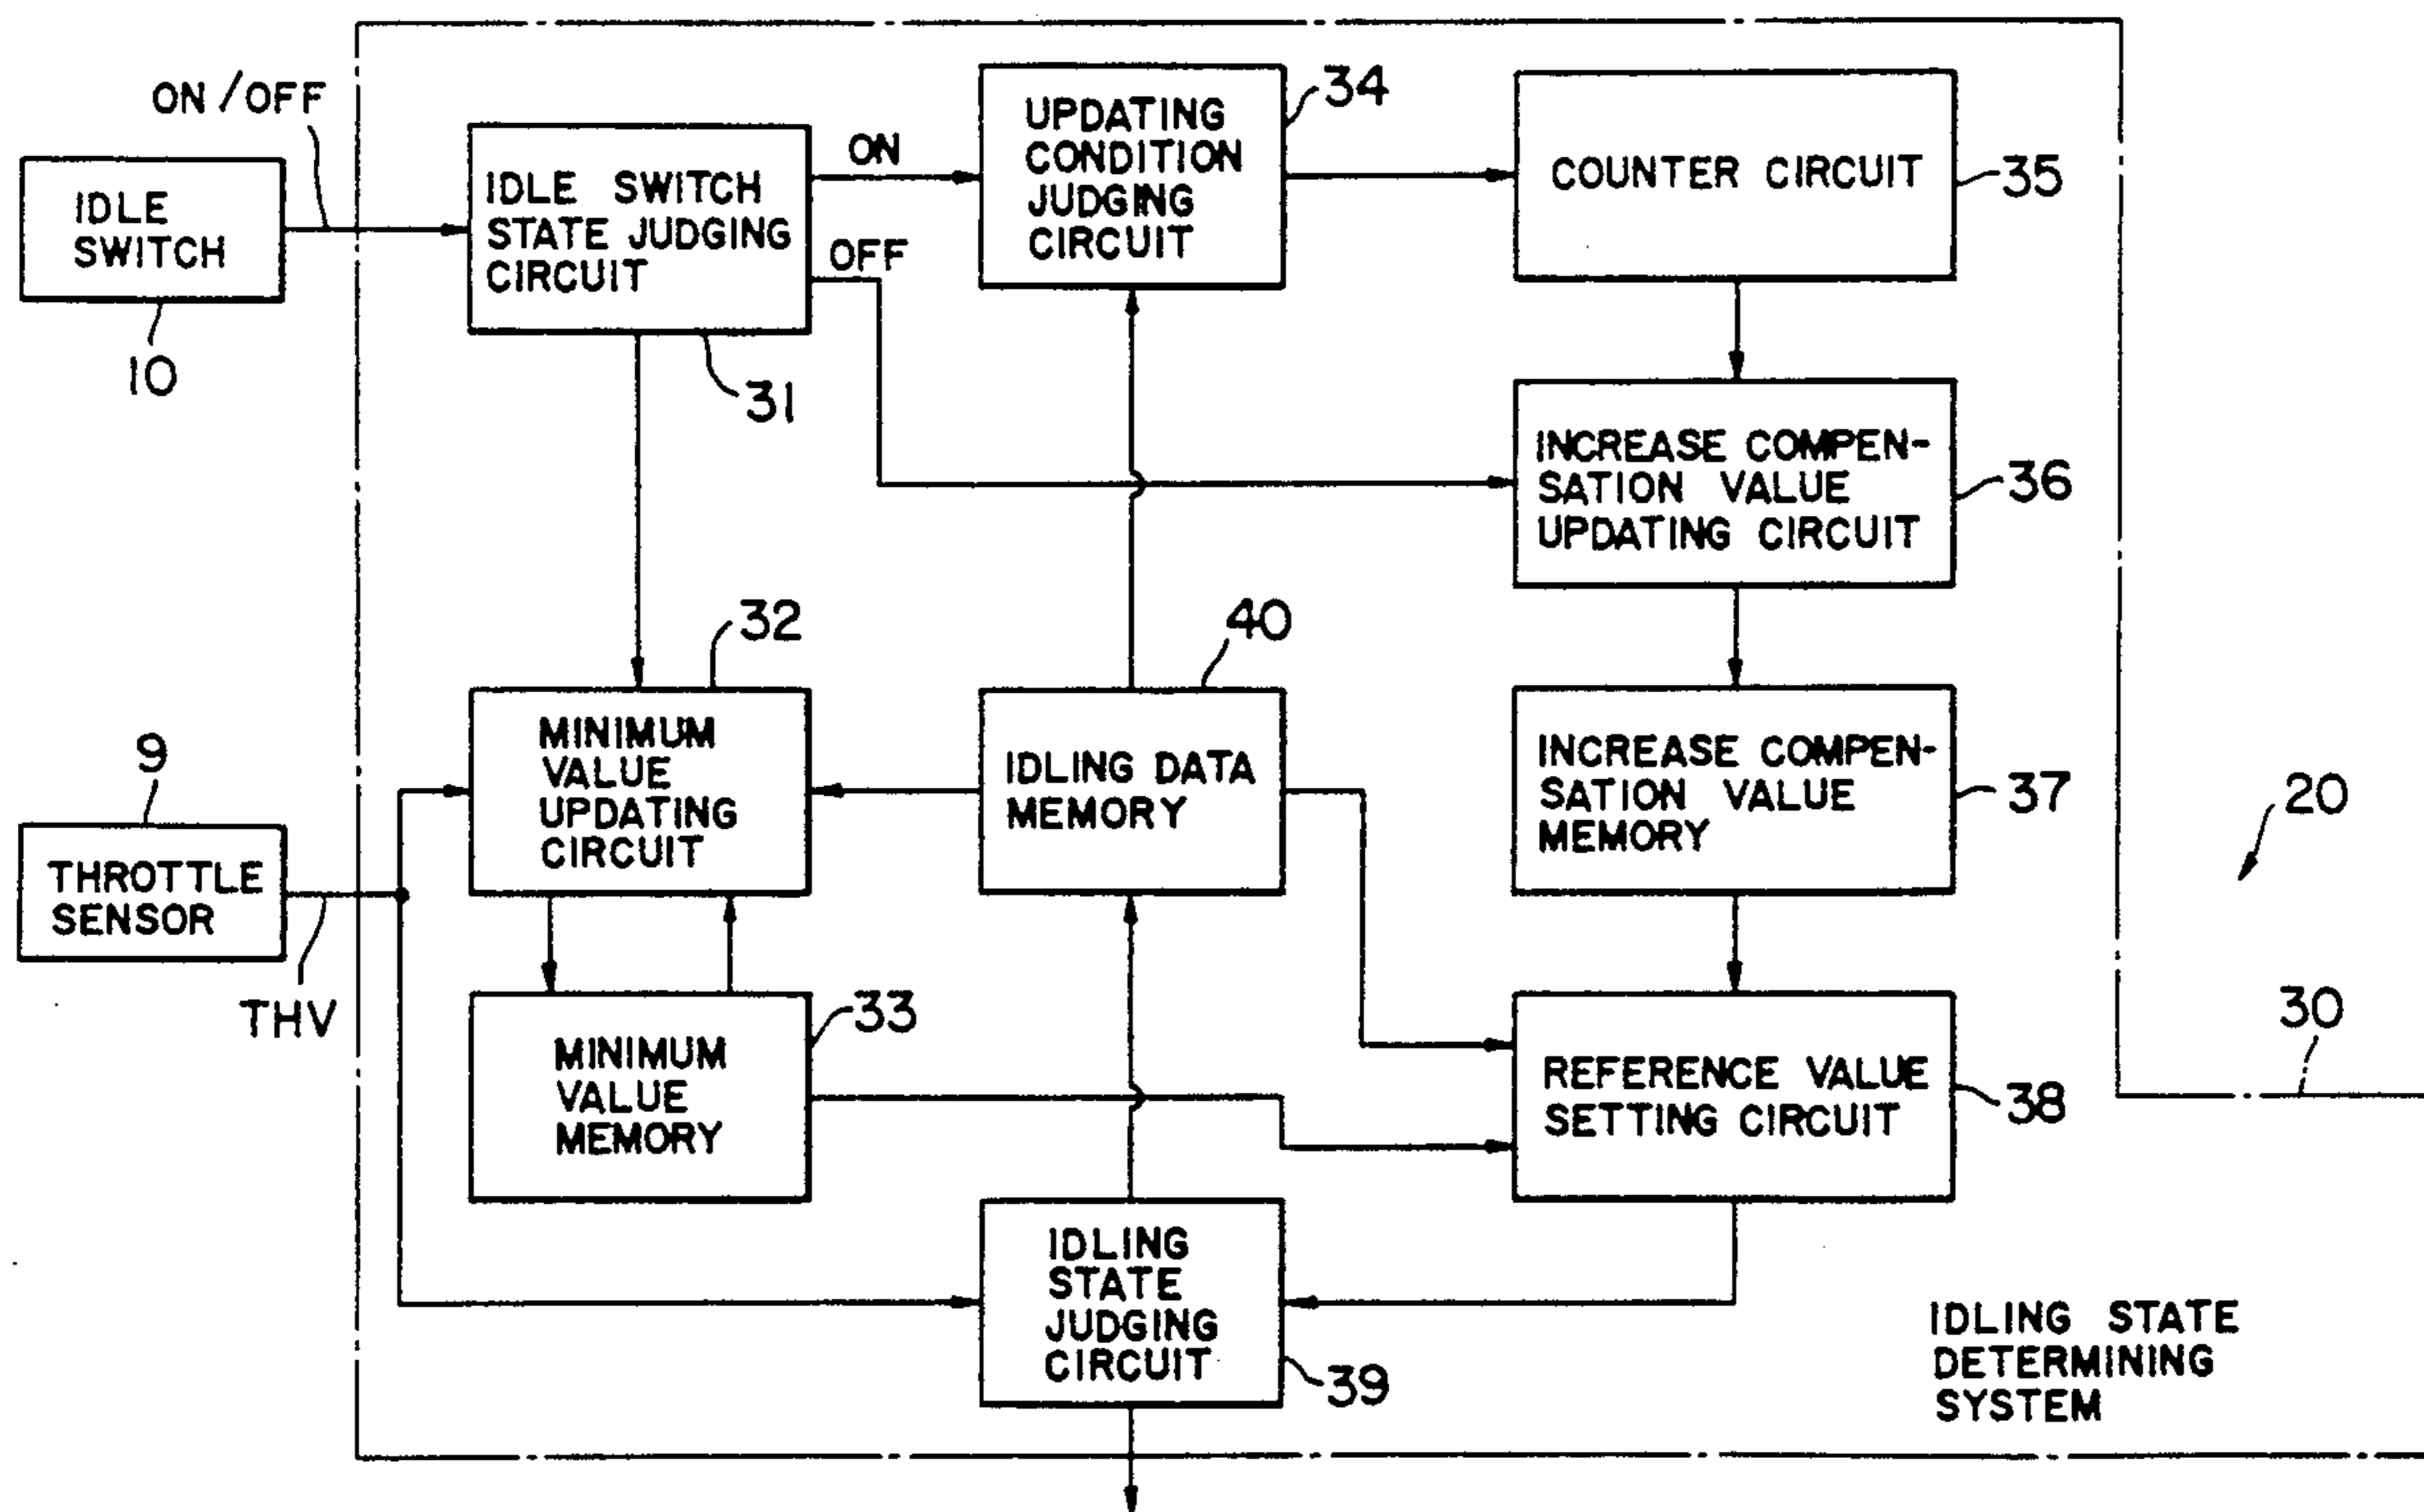 ON/OFF
IDLE
SWITCH
10
IDLE SWITCH
STATE JUDGING
CIRCUIT
31
ON
OFF
UPDATING
CONDITION
JUDGING
CIRCUIT
34
COUNTER CIRCUIT
35
INCREASE COMPEN-
SATION VALUE
UPDATING CIRCUIT
36
32
MINIMUM
VALUE
UPDATING
CIRCUIT
40
IDLING DATA
MEMORY
INCREASE COMPEN-
SATION VALUE
MEMORY
37
20
9
THROTTLE
SENSOR
THV
33
MINIMUM
VALUE
MEMORY
REFERENCE VALUE
SETTING CIRCUIT
38
30
IDLING
STATE
JUDGING
CIRCUIT
39
IDLING STATE
DETERMINING
SYSTEM